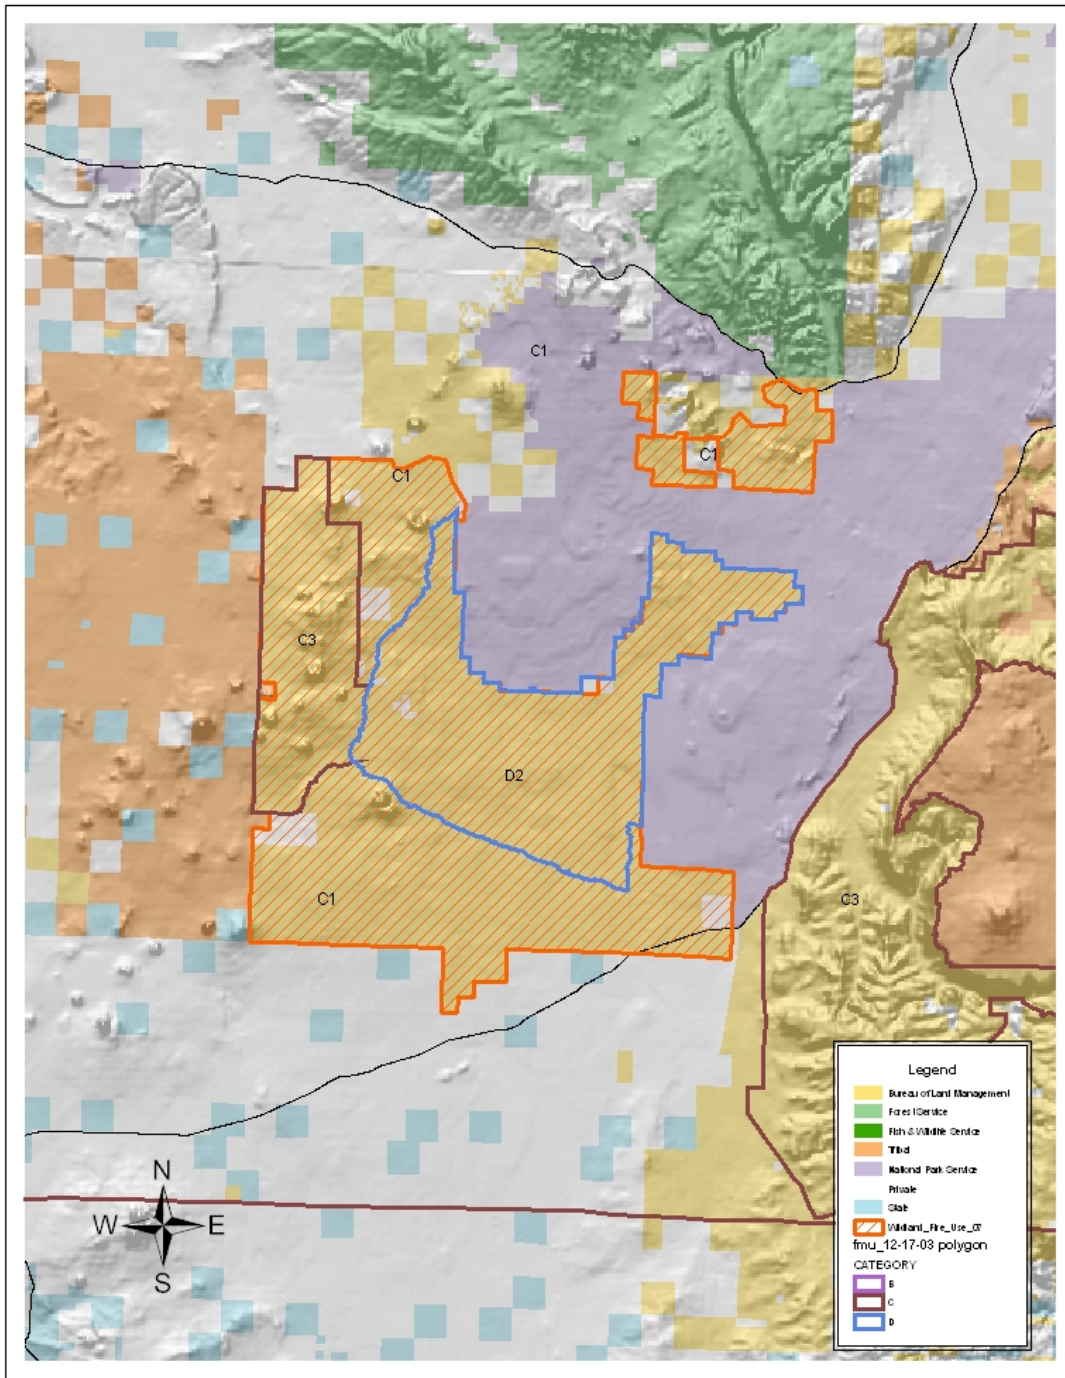 C1
C1
C1
C3
D2
C1
C3
N
W E
S
Legend
Bureau of Land Management
Forest Service
Fish & Wildlife Service
Tribal
National Park Service
Private
State
Wildland_Fire_Use_07
fmu_12-17-03 polygon
CATEGORY
B
C
D